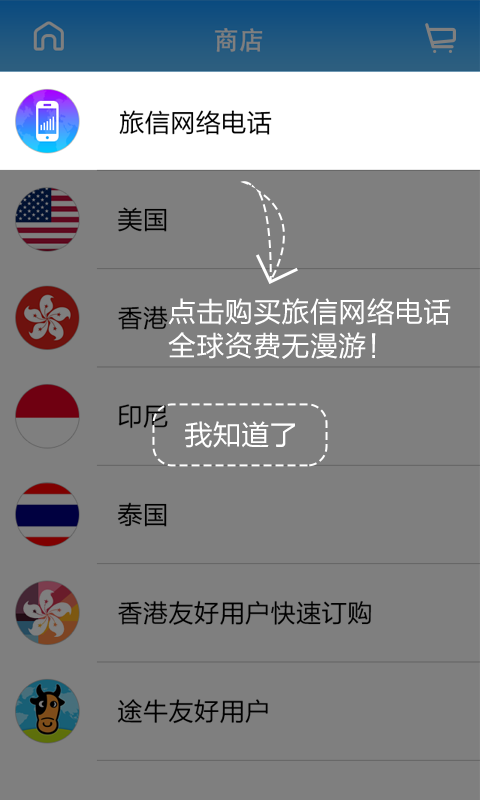 商店
旅信网络电话
美国
香港
点击购买旅信网络电话
全球资费无漫游!
印尼
我知道了
泰国
香港友好用户快速订购
途牛友好用户